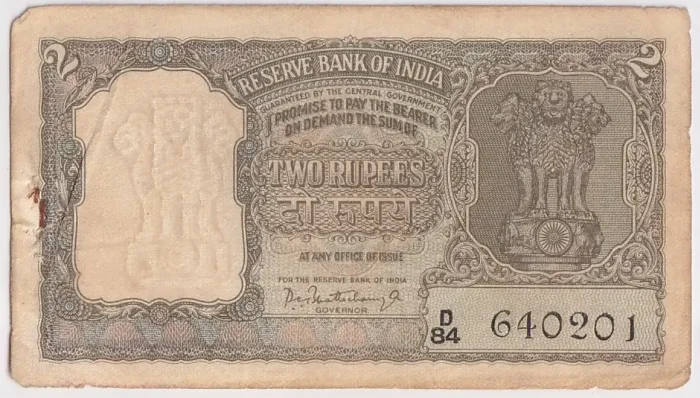 2 2
RESERVE BANK OF INDIA
GUARANTEED BY THE CENTRAL GOVERNMENT
I PROMISE TO PAY THE BEARER
ON DEMAND THE SUM OF
TWO RUPEES
दो रुपये
AT ANY OFFICE OF ISSUE
FOR THE RESERVE BANK OF INDIA
GOVERNOR
D
84 640201